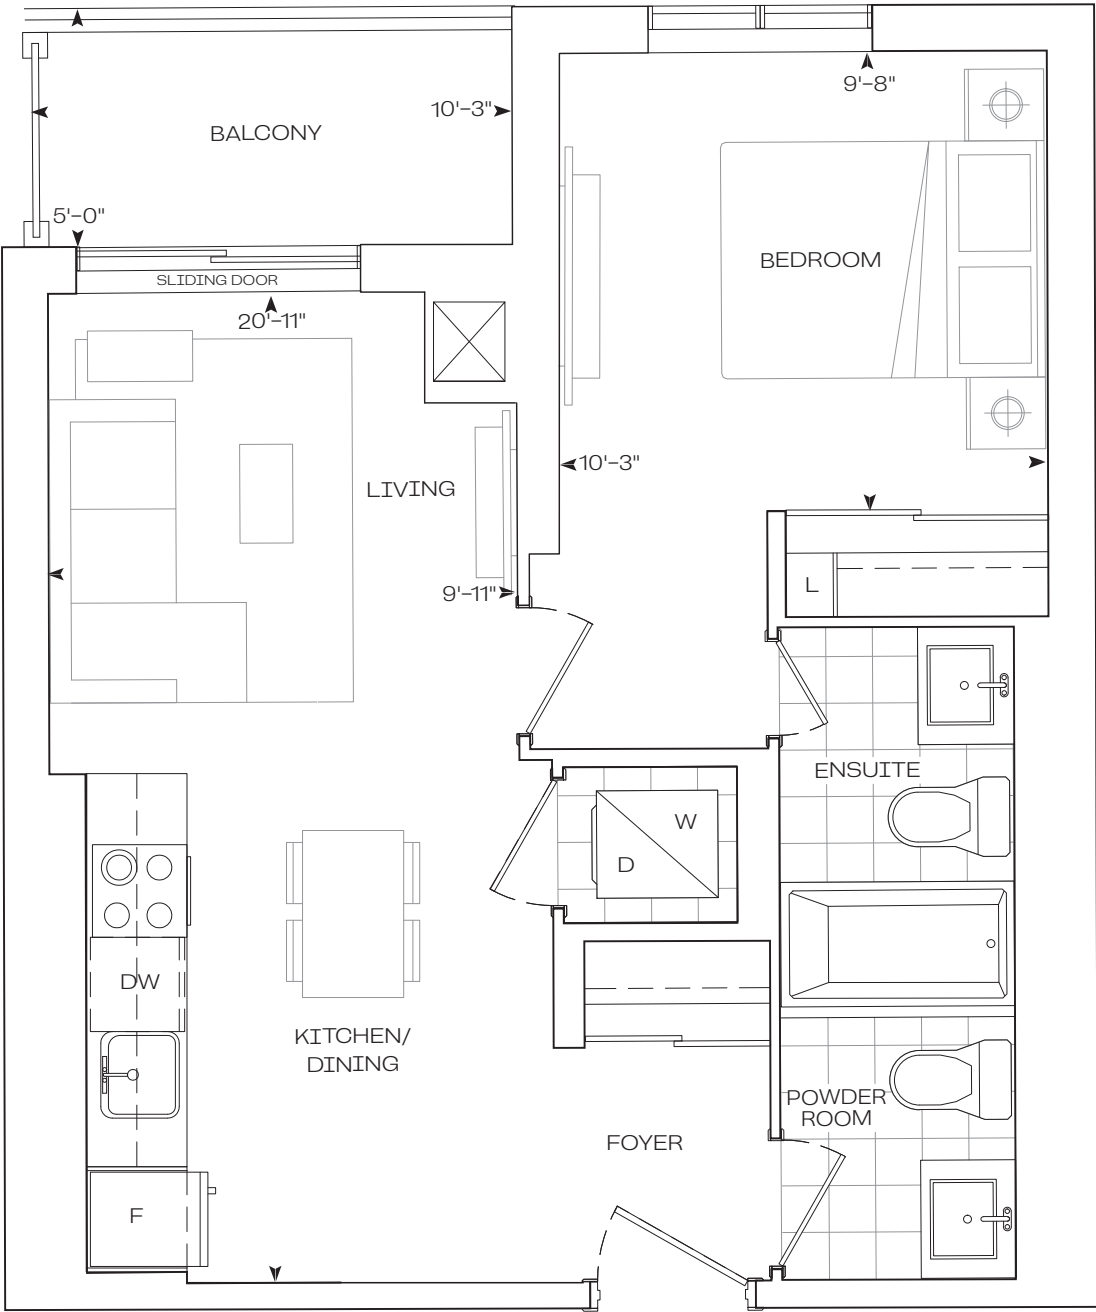 9'-8"
10'-3"
BALCONY
5'-0"
BEDROOM
SLIDING DOOR
20'-11"
10'-3"
LIVING
L
9'-11"
ENSUITE
W
D
DW
KITCHEN/
DINING
POWDER
ROOM
FOYER
F